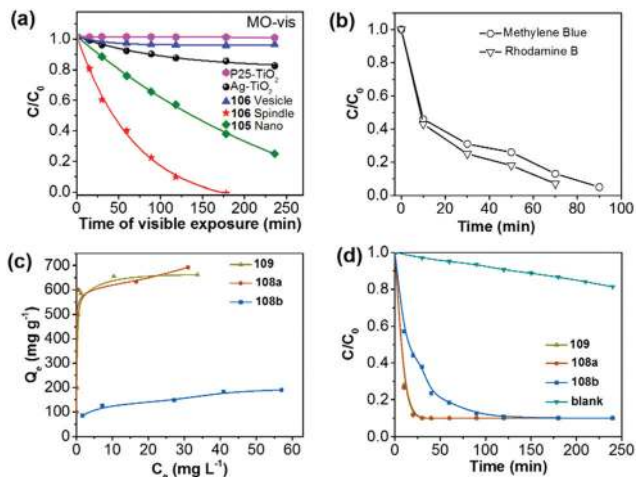 (a)
MO-vis
C/C0
1.0
0.8
0.6
0.4
0.2
0.0
P25-TiO2
Ag-TiO2
106 Vesicle
106 Spindle
105 Nano
0 60 120 180 240
Time of visible exposure (min)
(b)
C/C0
1.0
0.8
0.6
0.4
0.2
0.0
Methylene Blue
Rhodamine B
0 20 40 60 80 100
Time (min)
(c)
Qe (mg g-1)
700
600
500
400
300
200
100
0
109
108a
108b
0 10 20 30 40 50 60
Ce (mg L-1)
(d)
C/C0
1.0
0.8
0.6
0.4
0.2
0.0
109
108a
108b
blank
0 50 100 150 200 250
Time (min)